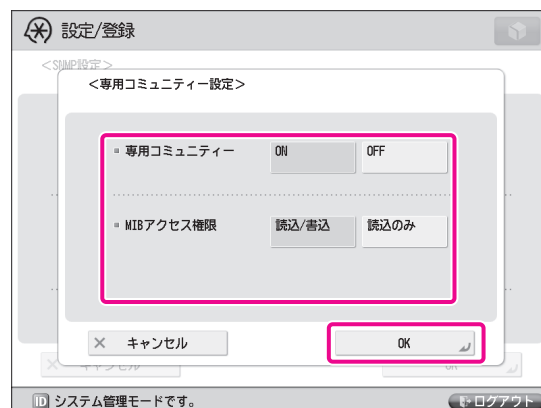 設定/登録
<SNMP設定>
<専用コミュニティー設定>
専用コミュニティー ON OFF
MIBアクセス権限 読込/書込 読込のみ
キャンセル OK
キャンセル OK
システム管理モードです。 ログアウト